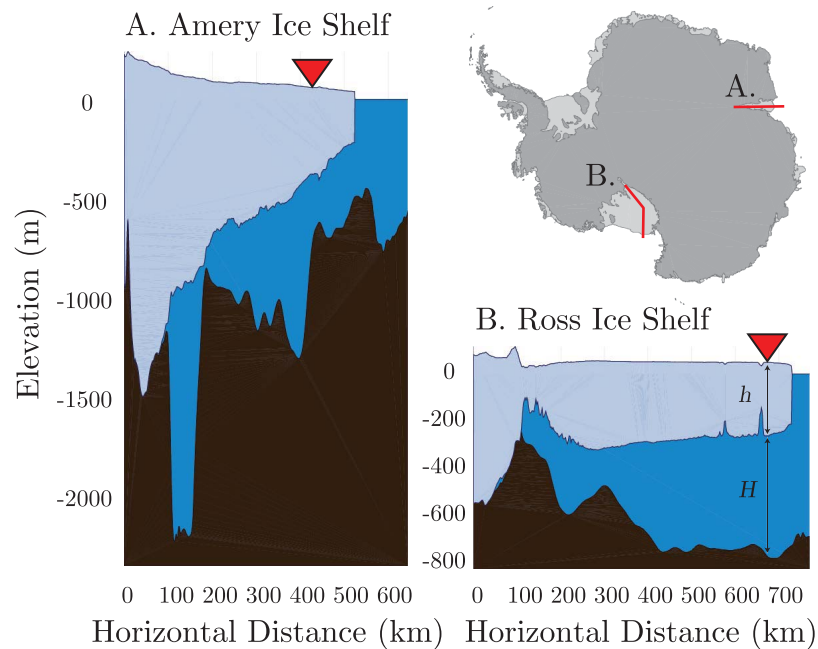 A. Amery Ice Shelf
0
-500
-1000
-1500
-2000
Elevation (m)
0 100 200 300 400 500 600
Horizontal Distance (km)
A.
B.
B. Ross Ice Shelf
0
-200
-400
-600
-800
h
H
0 100 200 300 400 500 600 700
Horizontal Distance (km)